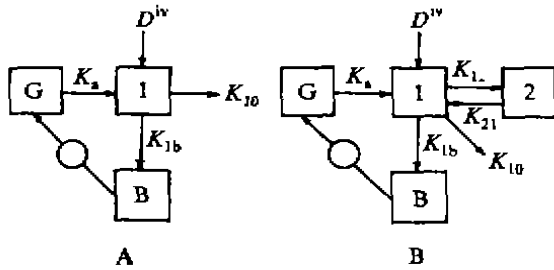 D^iv
G K_a 1 K_10
K_1b
B
A
D^iv
G K_a 1 K_12 2
K_21
K_1b K_10
B
B